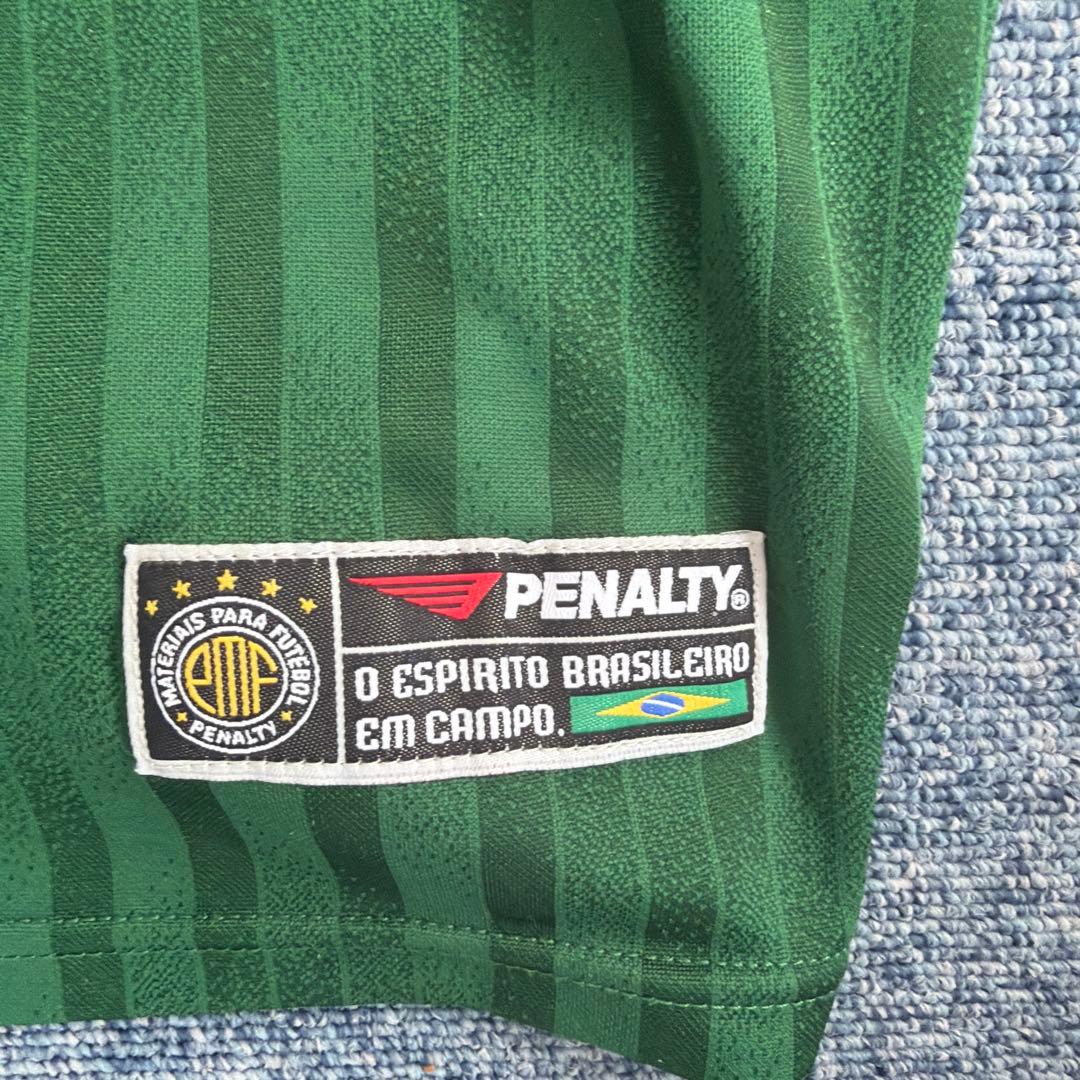 MATERIAIS PARA FUTEBOL
PMF
PENALTY
PENALTY®
O ESPIRITO BRASILEIRO
EM CAMPO.